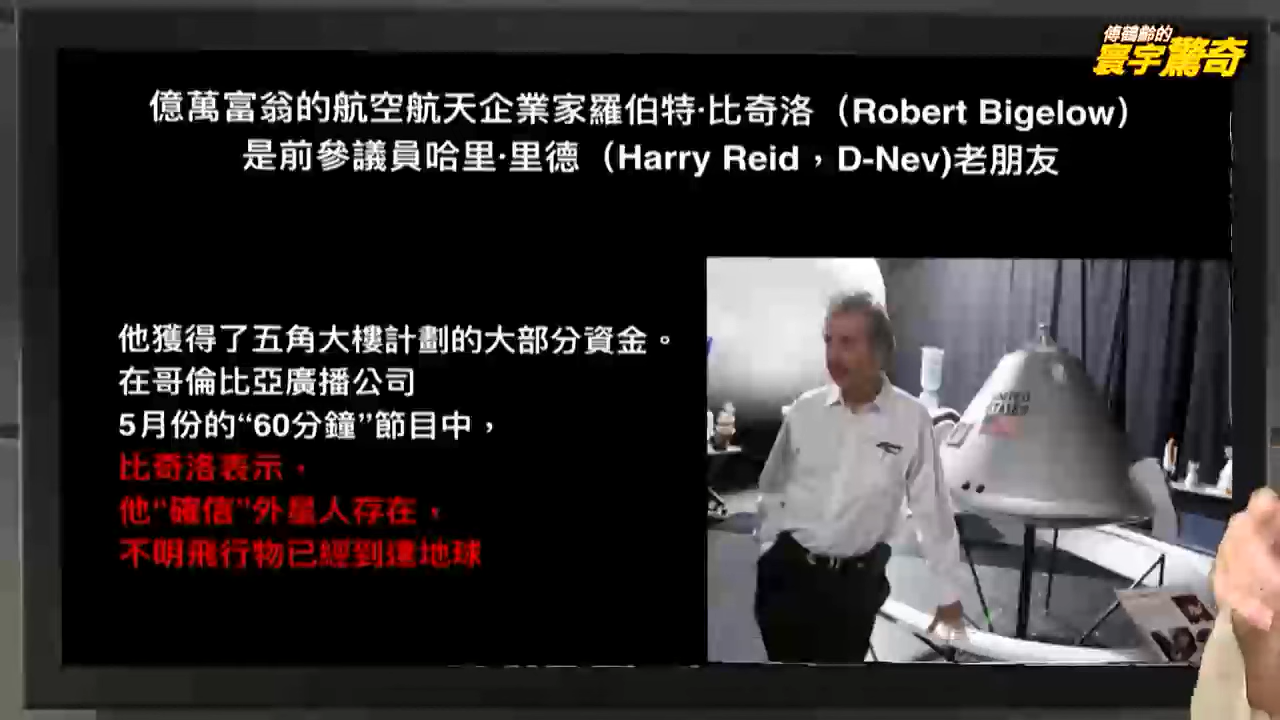 傅鶴齡的
寰宇驚奇
億萬富翁的航空航天企業家羅伯特·比奇洛（Robert Bigelow）
是前參議員哈里·里德（Harry Reid，D-Nev)老朋友
他獲得了五角大樓計劃的大部分資金。
在哥倫比亞廣播公司
5月份的“60分鐘”節目中，
比奇洛表示，
他“確信”外星人存在，
不明飛行物已經到達地球
UNITED
STATES